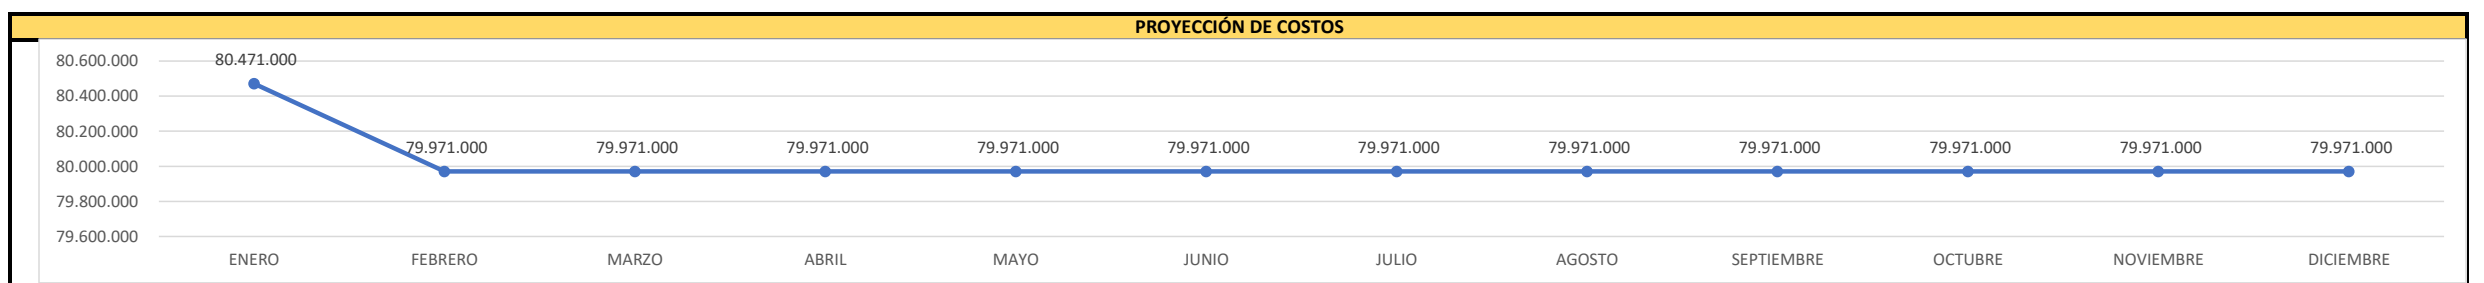 PROYECCIÓN DE COSTOS
80.600.000
80.400.000
80.200.000
80.000.000
79.800.000
79.600.000
80.471.000
79.971.000 79.971.000 79.971.000 79.971.000 79.971.000 79.971.000 79.971.000 79.971.000 79.971.000 79.971.000 79.971.000
ENERO FEBRERO MARZO ABRIL MAYO JUNIO JULIO AGOSTO SEPTIEMBRE OCTUBRE NOVIEMBRE DICIEMBRE